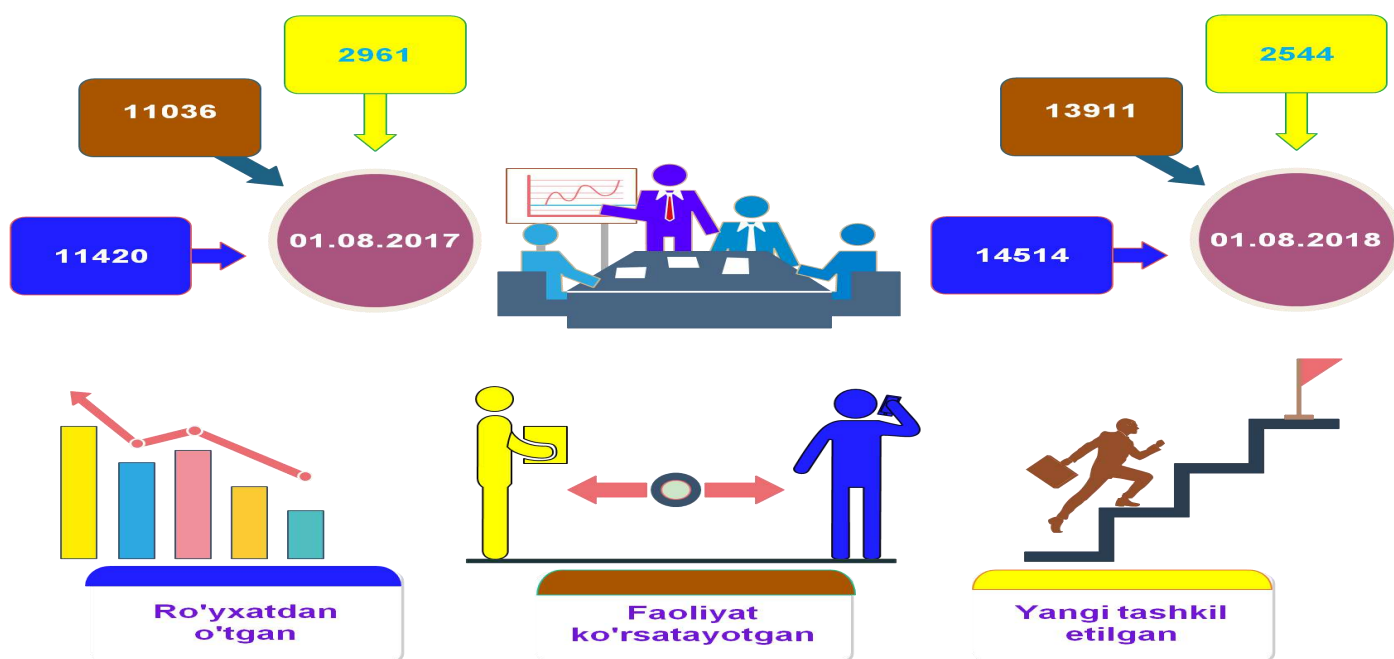 2961
11036
11420
01.08.2017
2544
13911
14514
01.08.2018
Ro'yxatdan
o'tgan
Faoliyat
ko'rsatayotgan
Yangi tashkil
etilgan